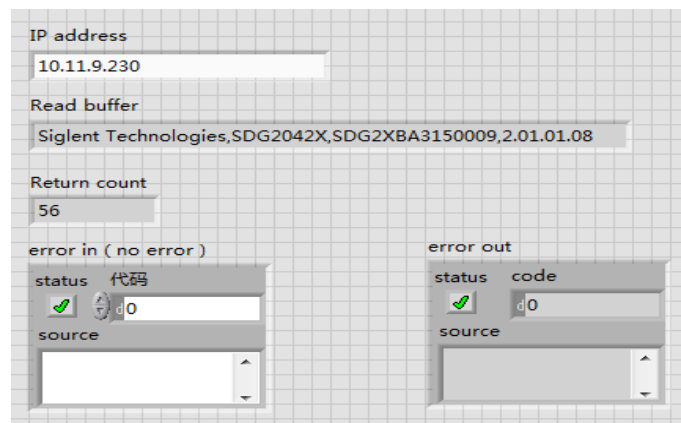 IP address
10.11.9.230
Read buffer
Siglent Technologies,SDG2042X,SDG2XBA3150009,2.01.01.08
Return count
56
error in ( no error )
status 代码
d0
source
error out
status code
d0
source